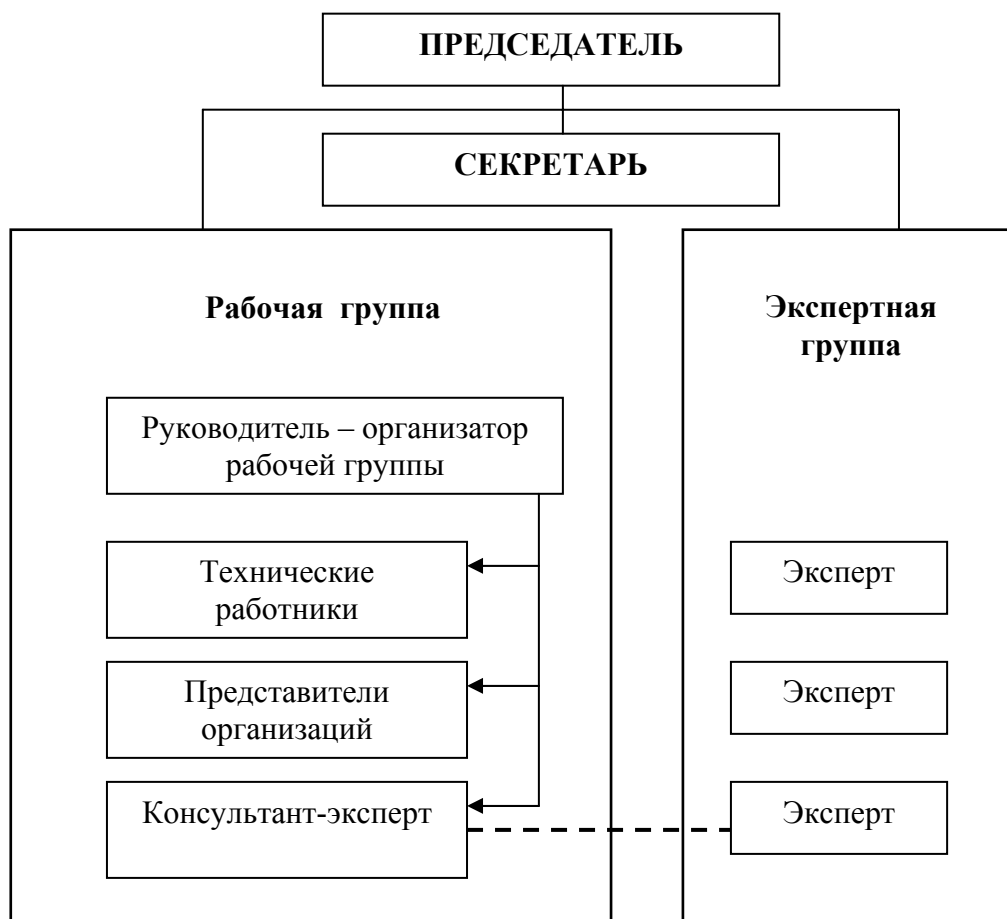 ПРЕДСЕДАТЕЛЬ
СЕКРЕТАРЬ
Рабочая группа
Руководитель – организатор
рабочей группы
Технические
работники
Представители
организаций
Консультант-эксперт
Экспертная
группа
Эксперт
Эксперт
Эксперт